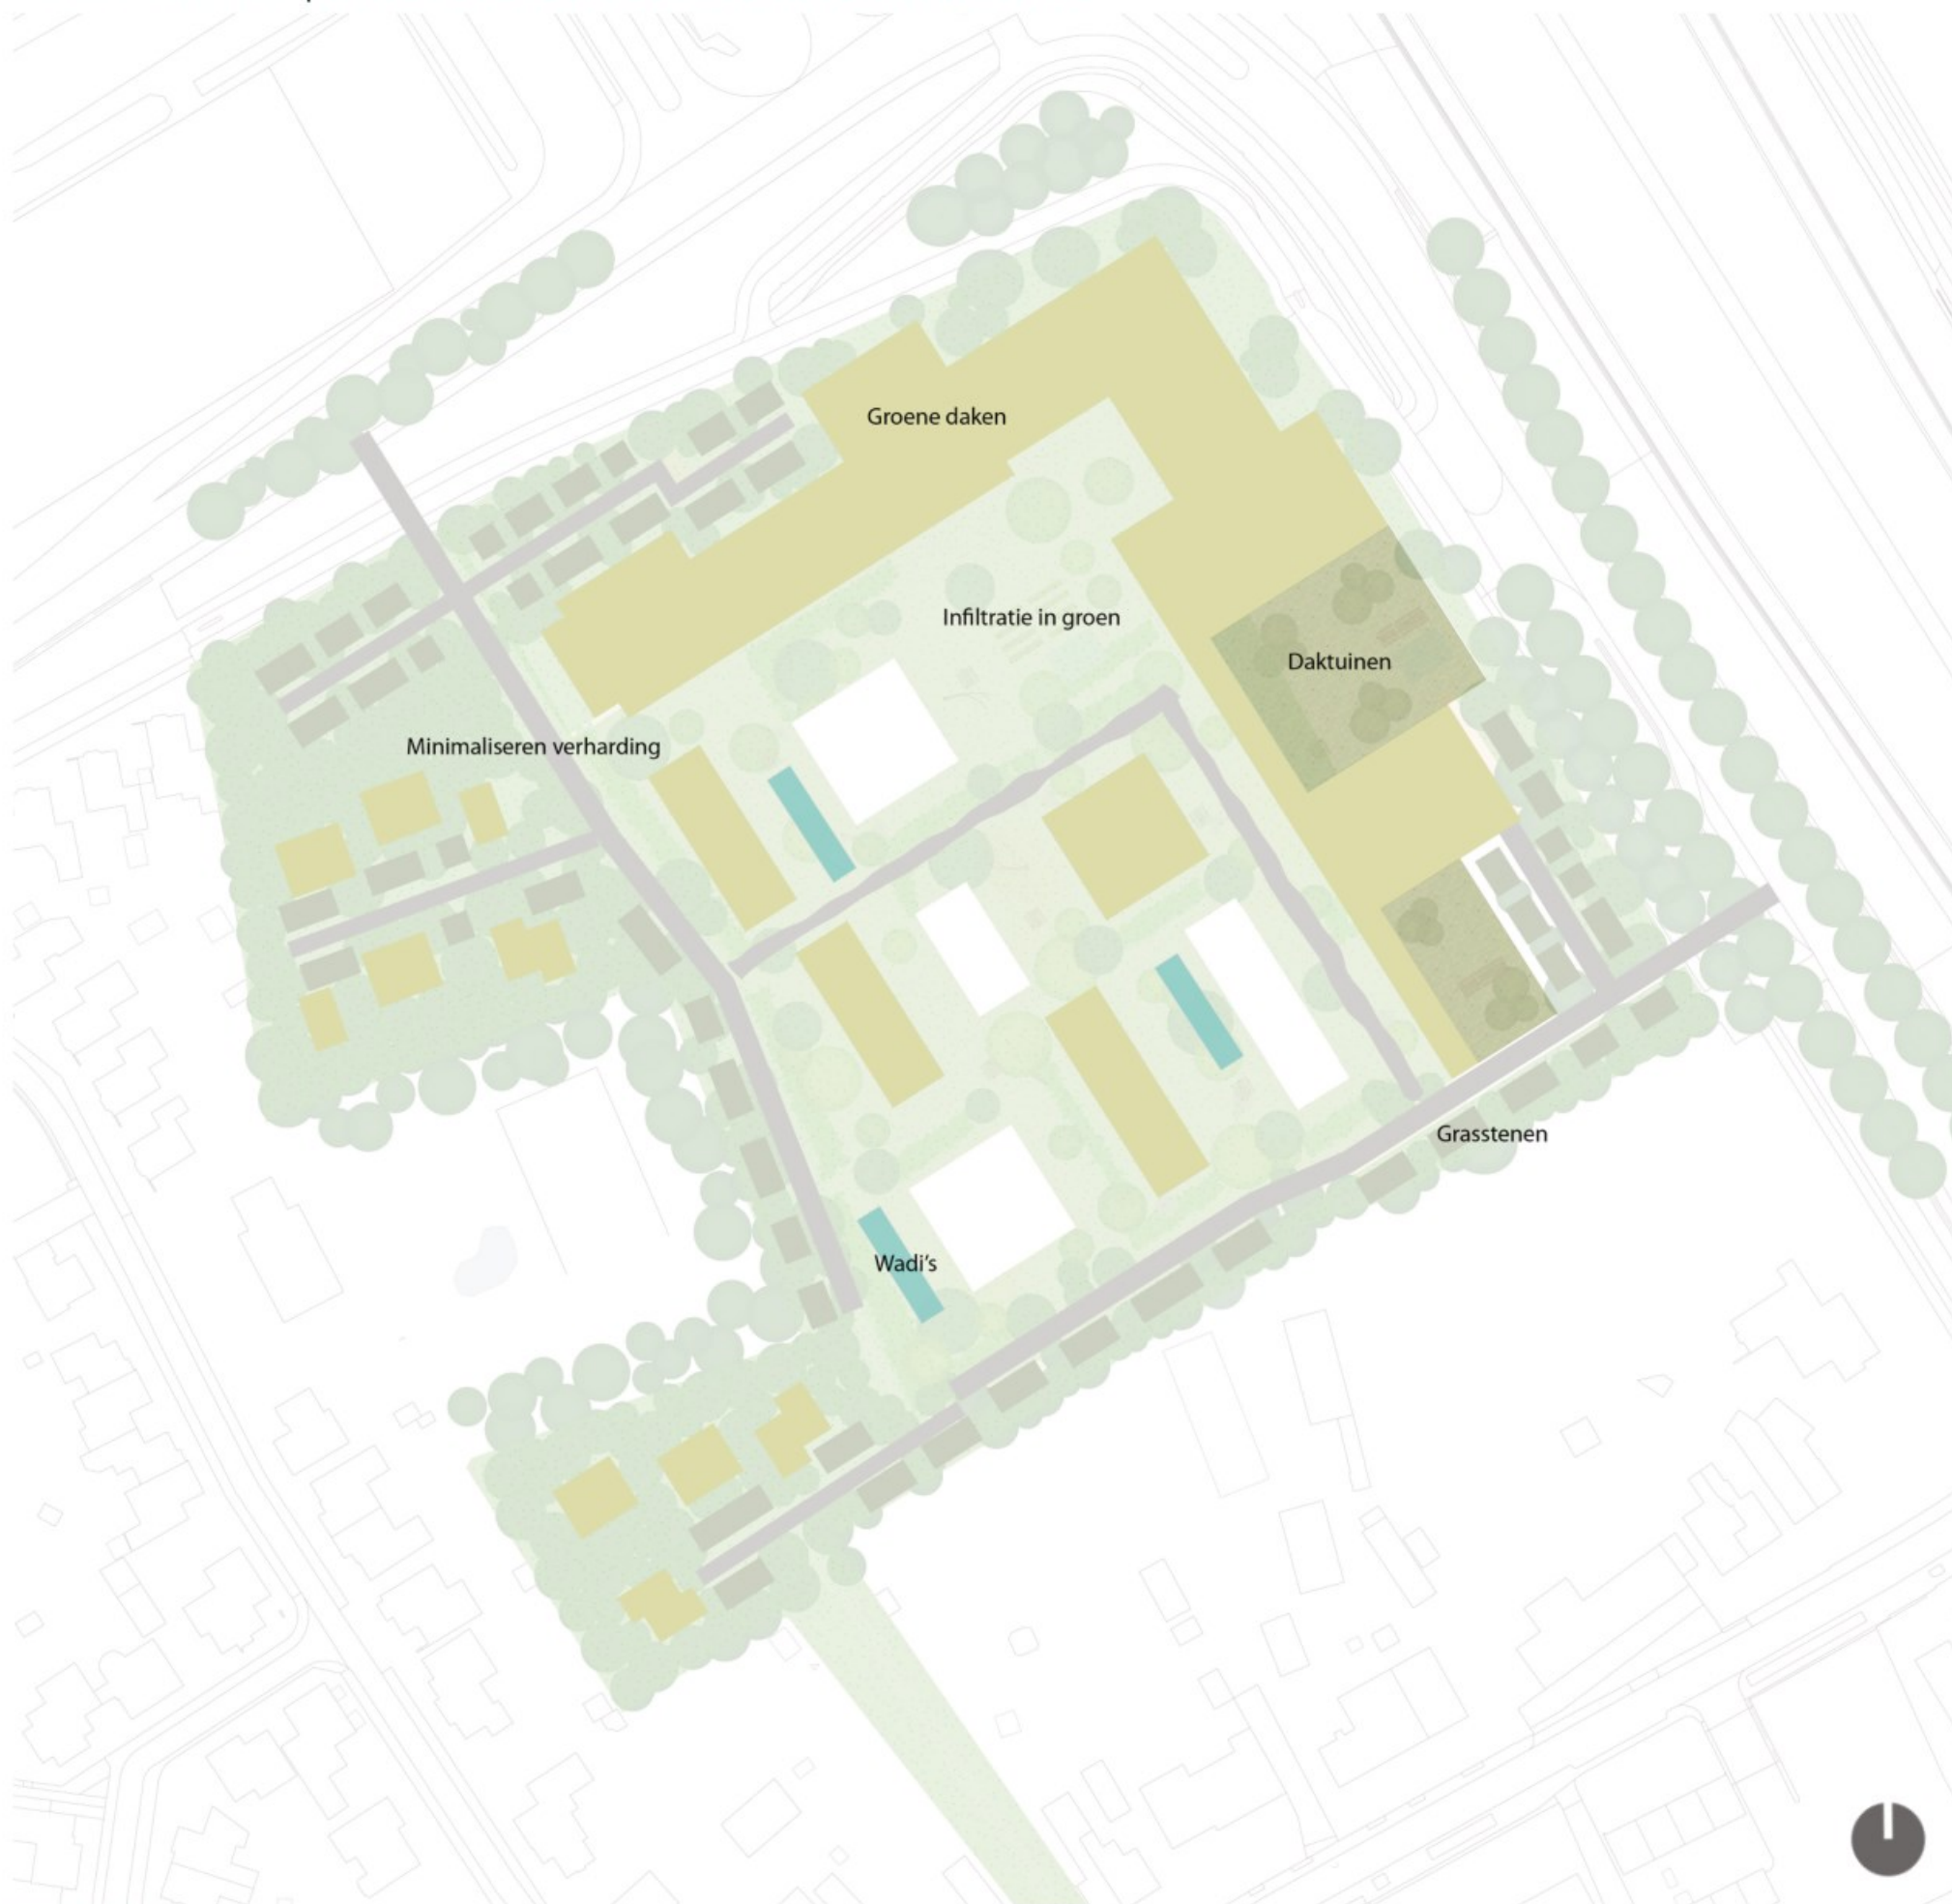 Groene daken
Infiltratie in groen
Daktuinen
Minimaliseren verharding
Grasstenen
Wadi's